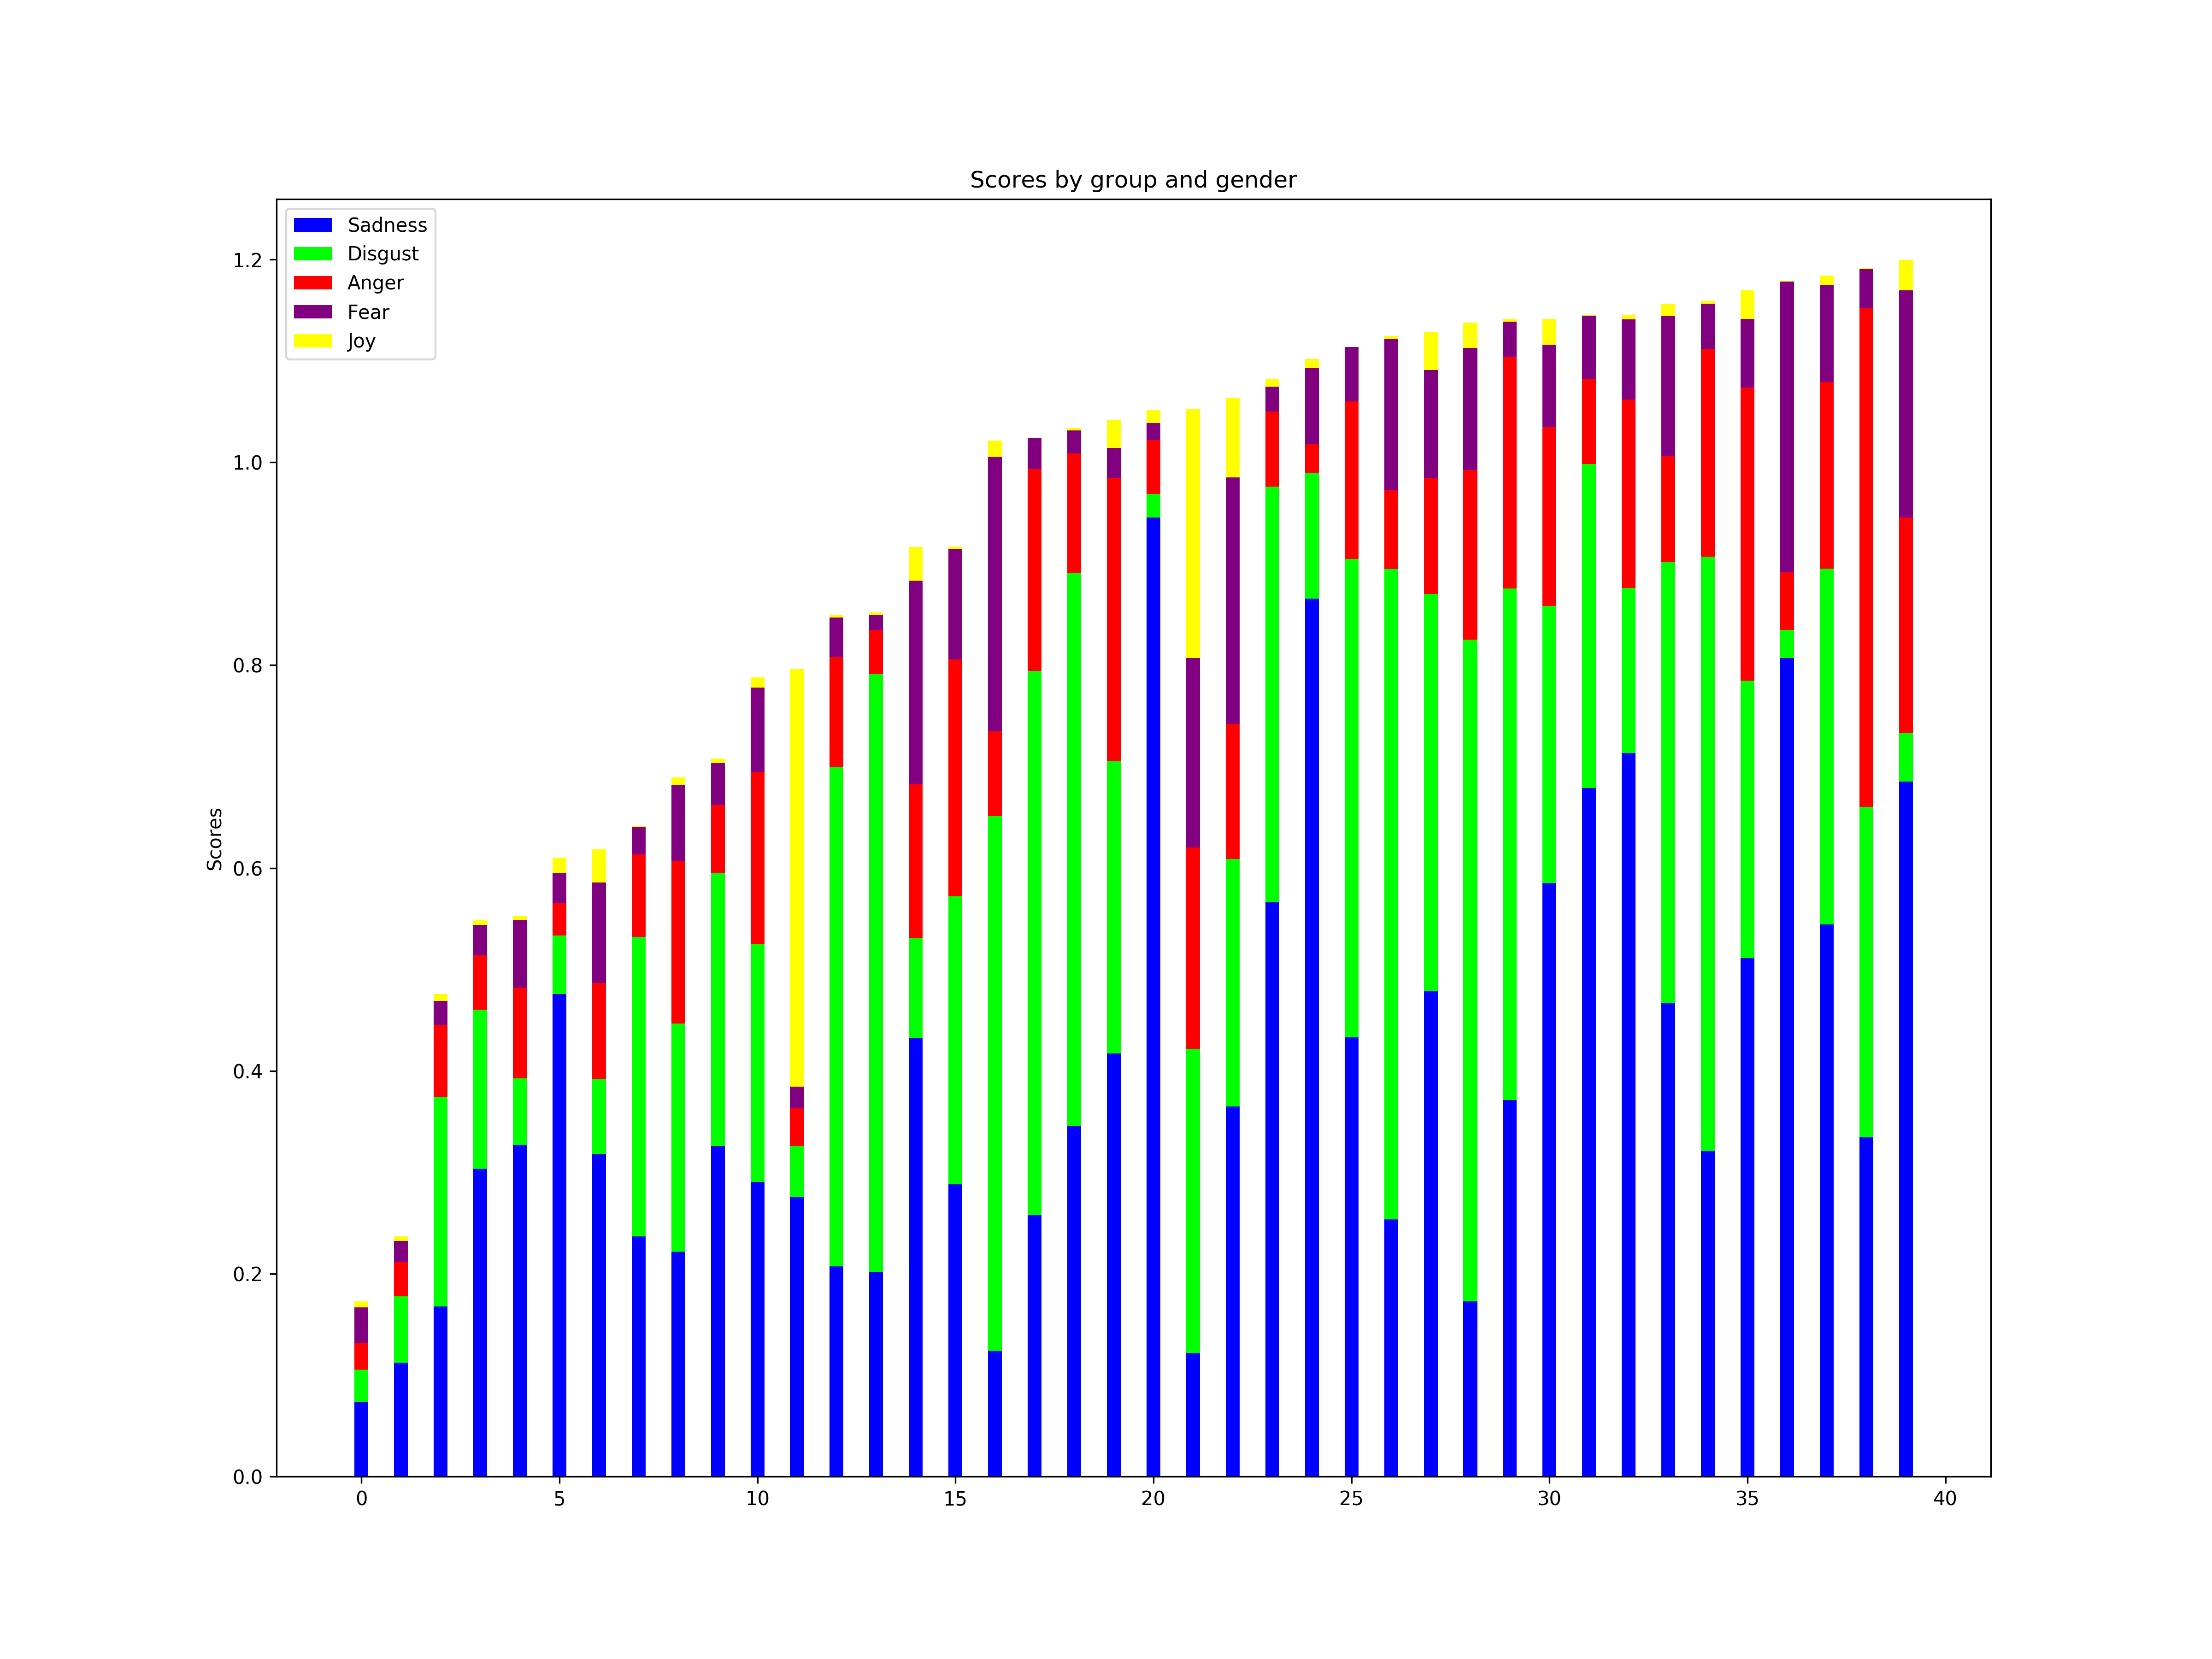 Scores by group and gender
Sadness
Disgust
Anger
Fear
Joy
Scores
1.2
1.0
0.8
0.6
0.4
0.2
0.0
0 5 10 15 20 25 30 35 40